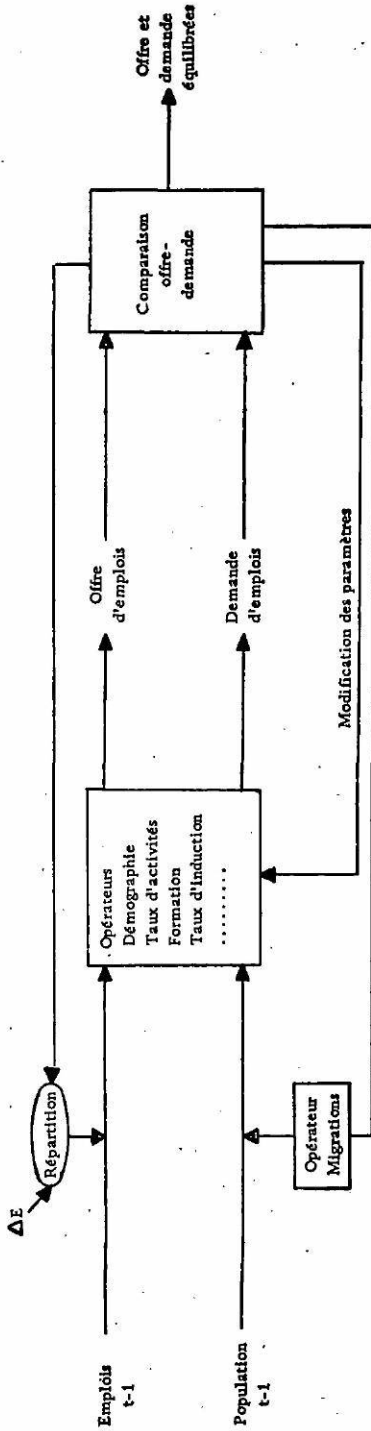 ΔE
Répartition
Emplois
t-1
Population
t-1
Opérateur
Migrations
Opérateurs
Démographie
Taux d'activités
Formation
Taux d'induction
.........
Offre
d'emplois
Demande
d'emplois
Modification des paramètres
Comparaison
offre-
demande
Offre et
demande
équilibrées